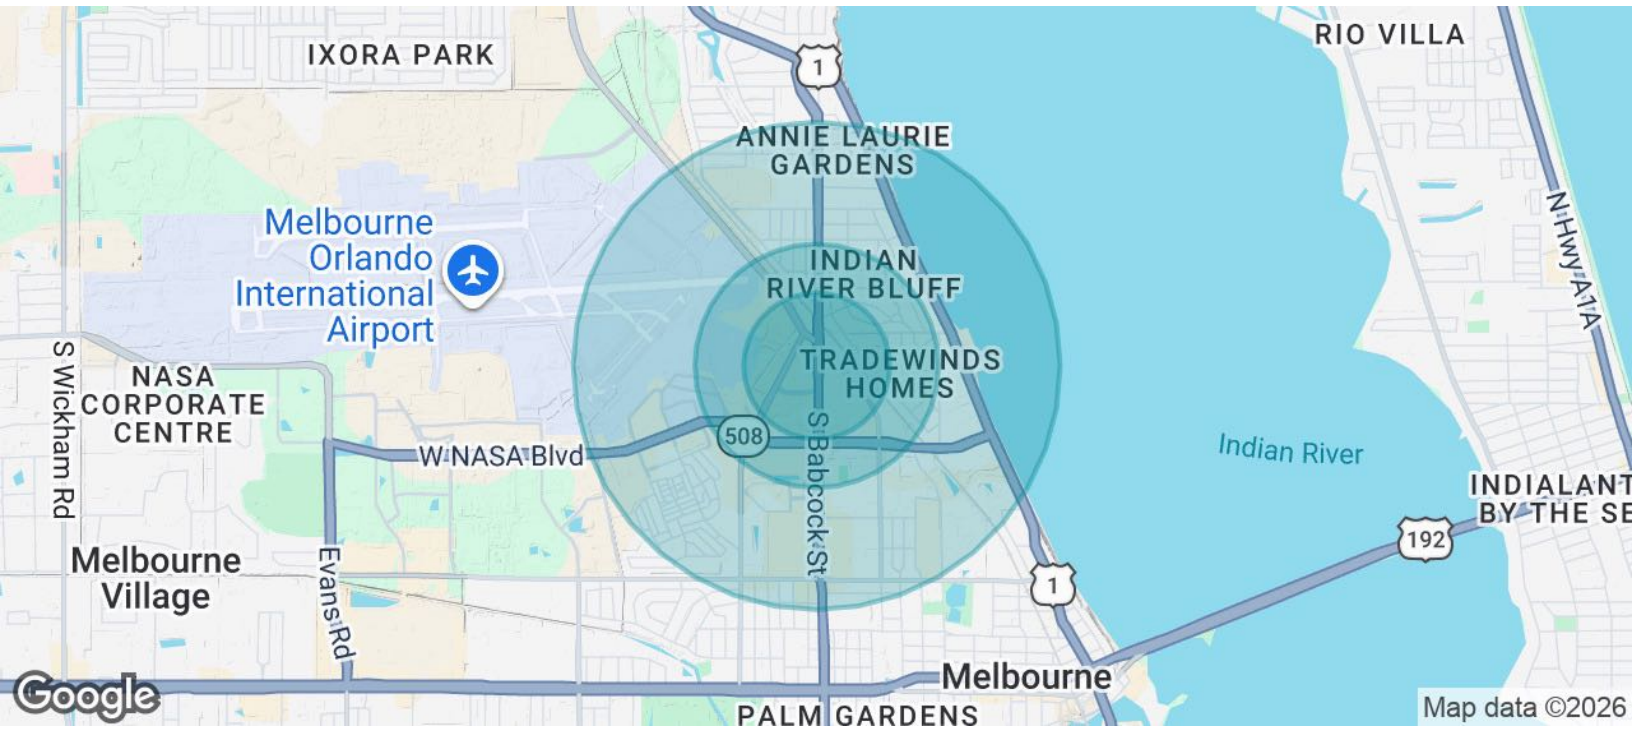 IXORA PARK
1
RIO VILLA
ANNIE LAURIE
GARDENS
Melbourne
Orlando
International
Airport
INDIAN
RIVER BLUFF
N Hwy A1A
TRADEWINDS
HOMES
S Wickham Rd
NASA
CORPORATE
CENTRE
508
S Babcock St
W NASA Blvd
Indian River
INDIALANT
BY THE SE
192
Melbourne
Village
Evans Rd
1
Melbourne
Google
PALM GARDENS
Map data ©2026